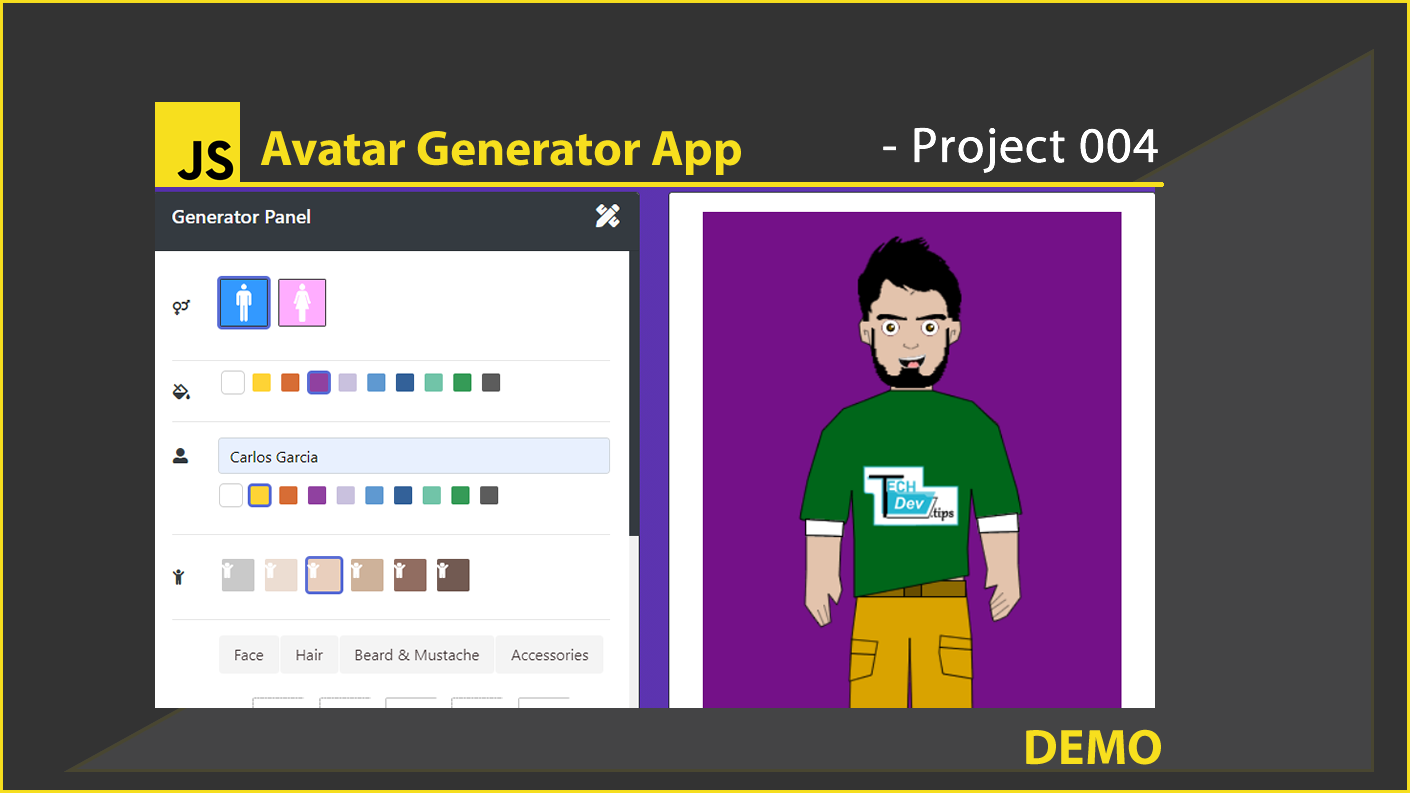 JS
Avatar Generator App - Project 004
Generator Panel
Carlos Garcia
Face Hair Beard & Mustache Accessories
TECH
Dev
.tips
DEMO